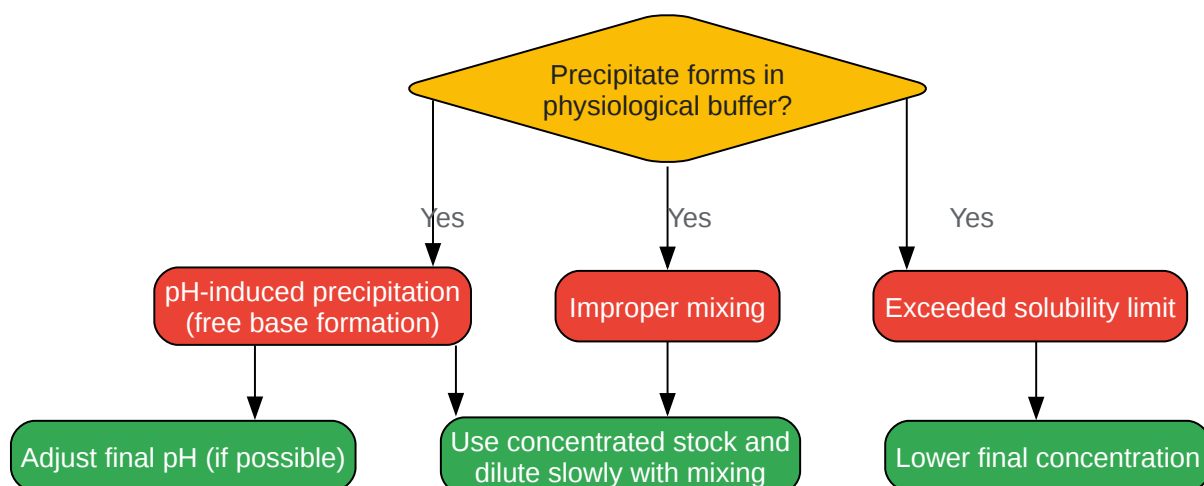 Precipitate forms in
physiological buffer?
Yes
Yes
Yes
pH-induced precipitation
(free base formation)
Improper mixing
Exceeded solubility limit
Adjust final pH (if possible)
Use concentrated stock and
dilute slowly with mixing
Lower final concentration